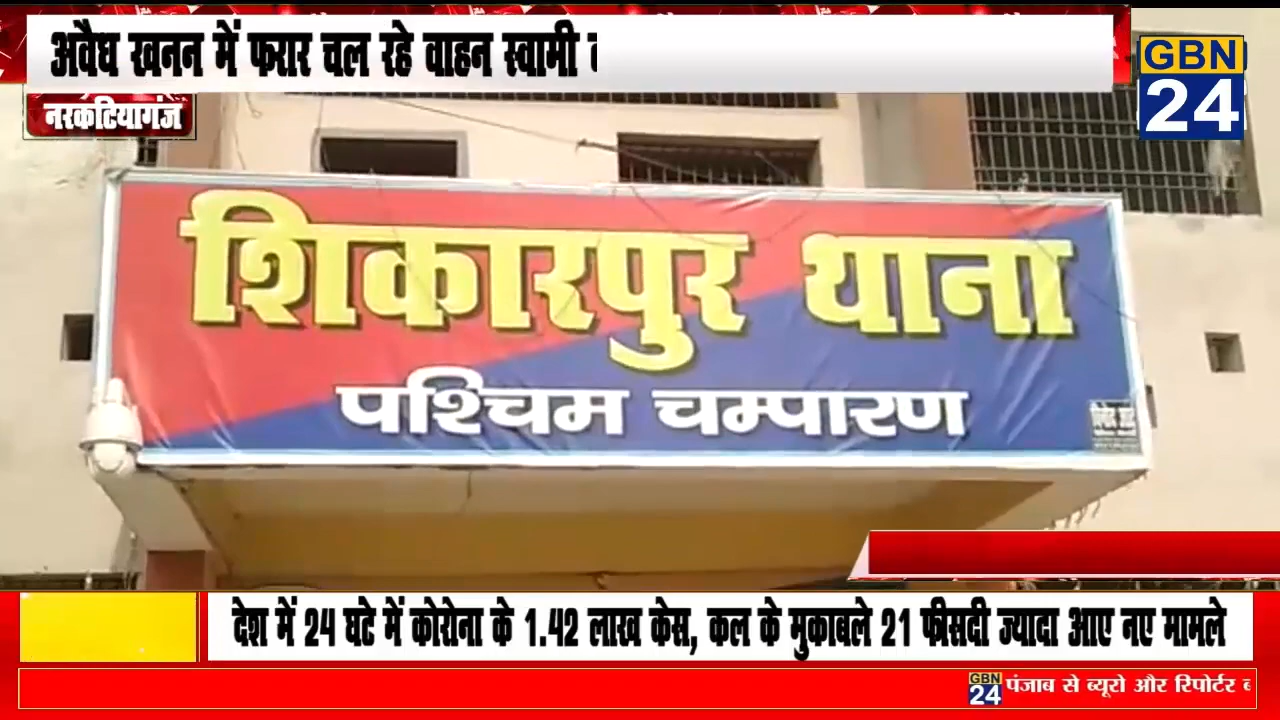 अवैध खनन में फरार चल रहे वाहन स्वामी
GBN
24
नरकटियागंज
शिकारपुर थाना
पश्चिम चम्पारण
देश में 24 घंटे में कोरोना के 1.42 लाख केस, कल के मुकाबले 21 फीसदी ज्यादा आए नए मामले
GBN
24
पंजाब से ब्यूरो और रिपोर्टर